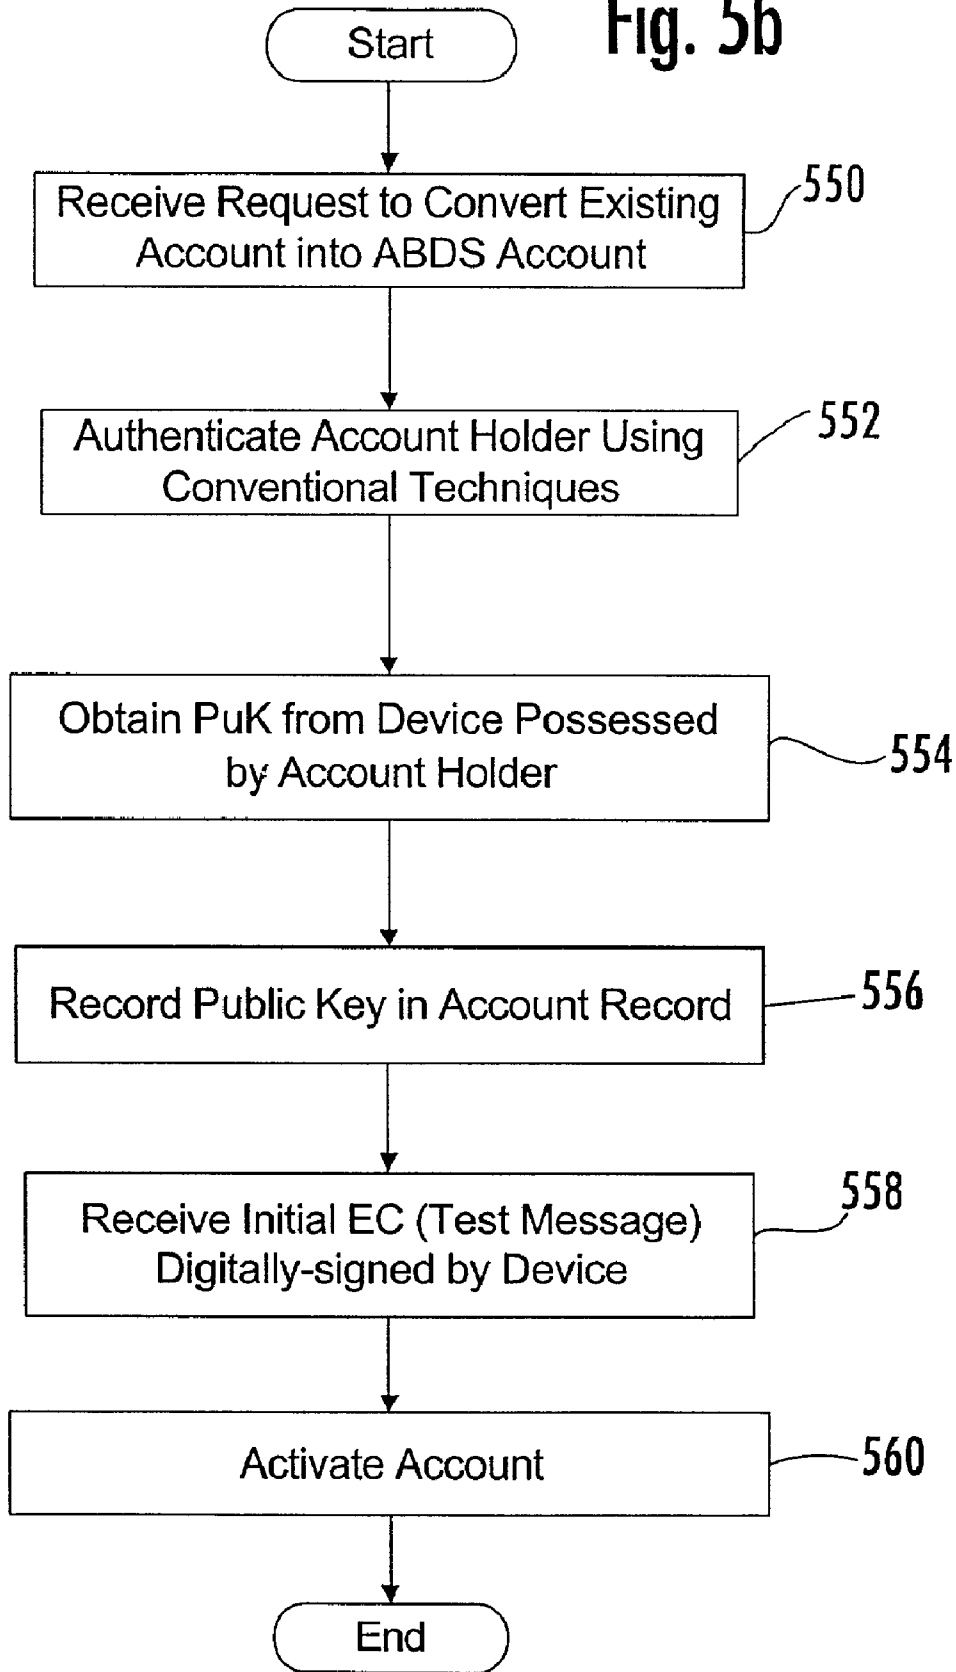 Fig. 5b
Start
Receive Request to Convert Existing
Account into ABDS Account
550
Authenticate Account Holder Using
Conventional Techniques
552
Obtain PuK from Device Possessed
by Account Holder
554
Record Public Key in Account Record
556
Receive Initial EC (Test Message)
Digitally-signed by Device
558
Activate Account
560
End